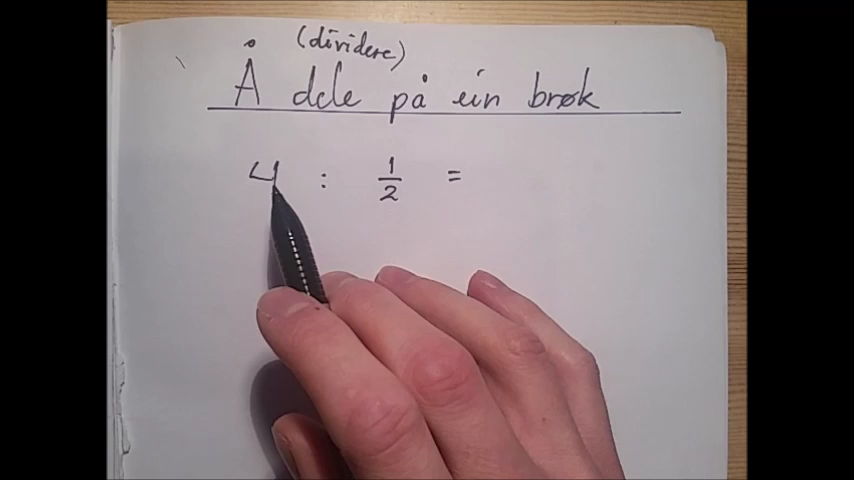 (dividere)
Å dele på ein brøk
4 : 1/2 =